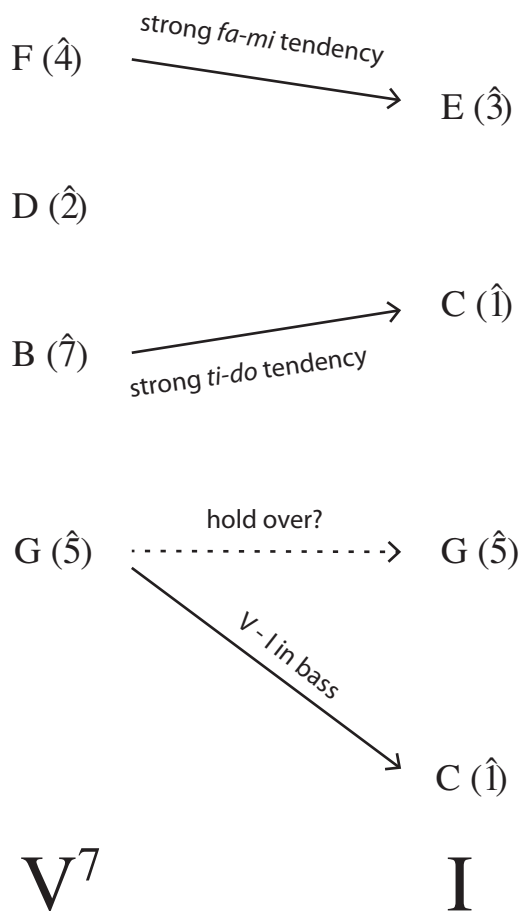 strong fa-mi tendency
F (4̂)
E (3̂)
D (2̂)
C (1̂)
B (7̂)
strong ti-do tendency
hold over?
G (5̂)
G (5̂)
V - I in bass
C (1̂)
V⁷
I